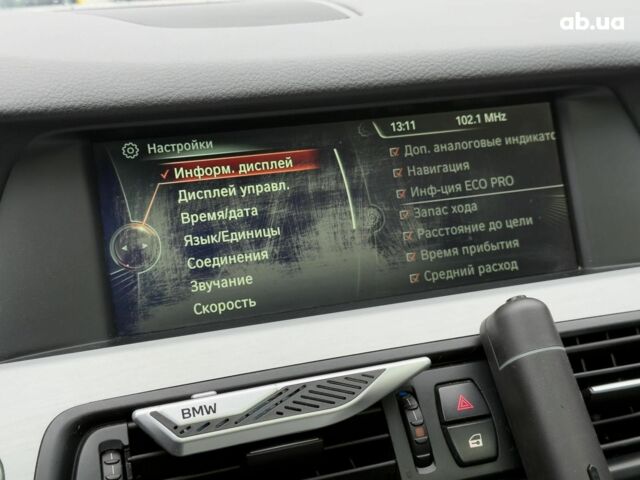 ab.ua
13:11 102.1 MHz
Настройки
Информ. дисплей
Дисплей управл.
Время/дата
Язык/Единицы
Соединения
Звучание
Скорость
Доп. аналоговые индикато
Навигация
Инф-ция ECO PRO
Запас хода
Расстояние до цели
Время прибытия
Средний расход
BMW